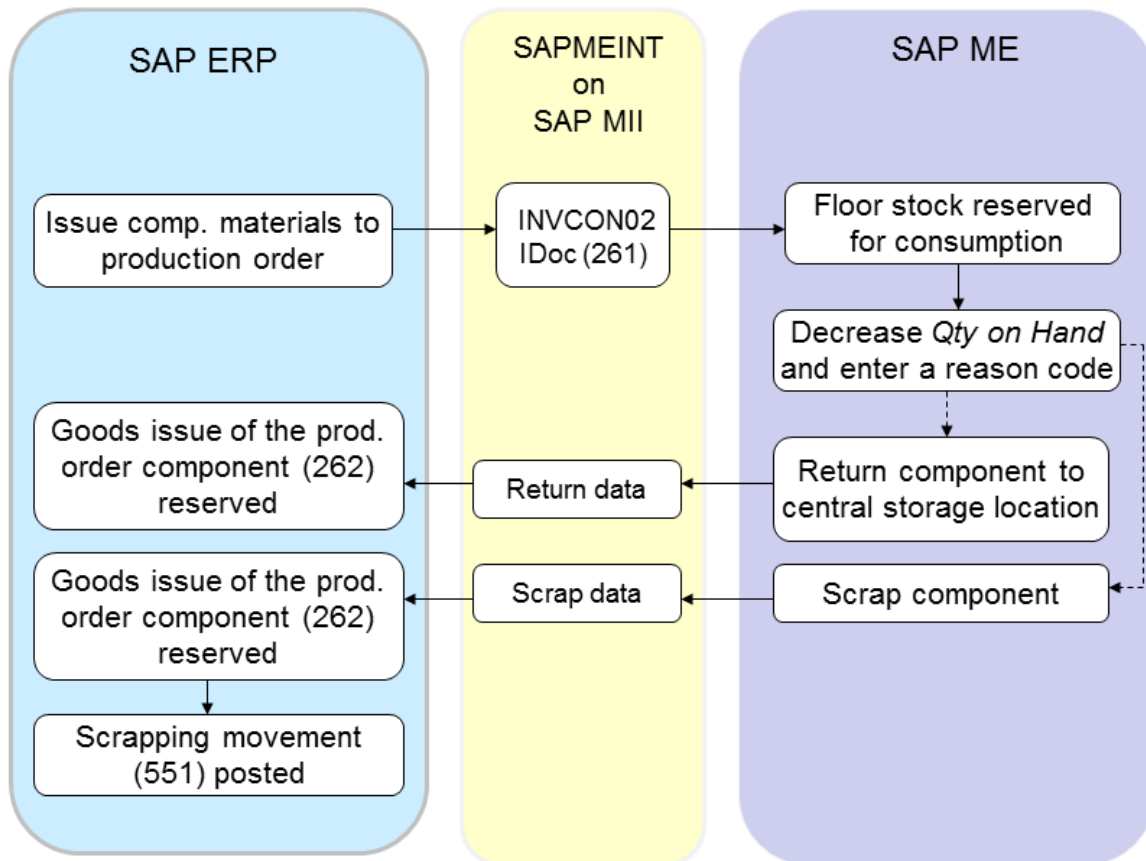 SAP ERP
SAPMEINT
on
SAP MII
SAP ME
Issue comp. materials to
production order
INVCON02
IDoc (261)
Floor stock reserved
for consumption
Decrease Qty on Hand
and enter a reason code
Goods issue of the prod.
order component (262)
reserved
Return data
Return component to
central storage location
Goods issue of the prod.
order component (262)
reserved
Scrap data
Scrap component
Scrapping movement
(551) posted